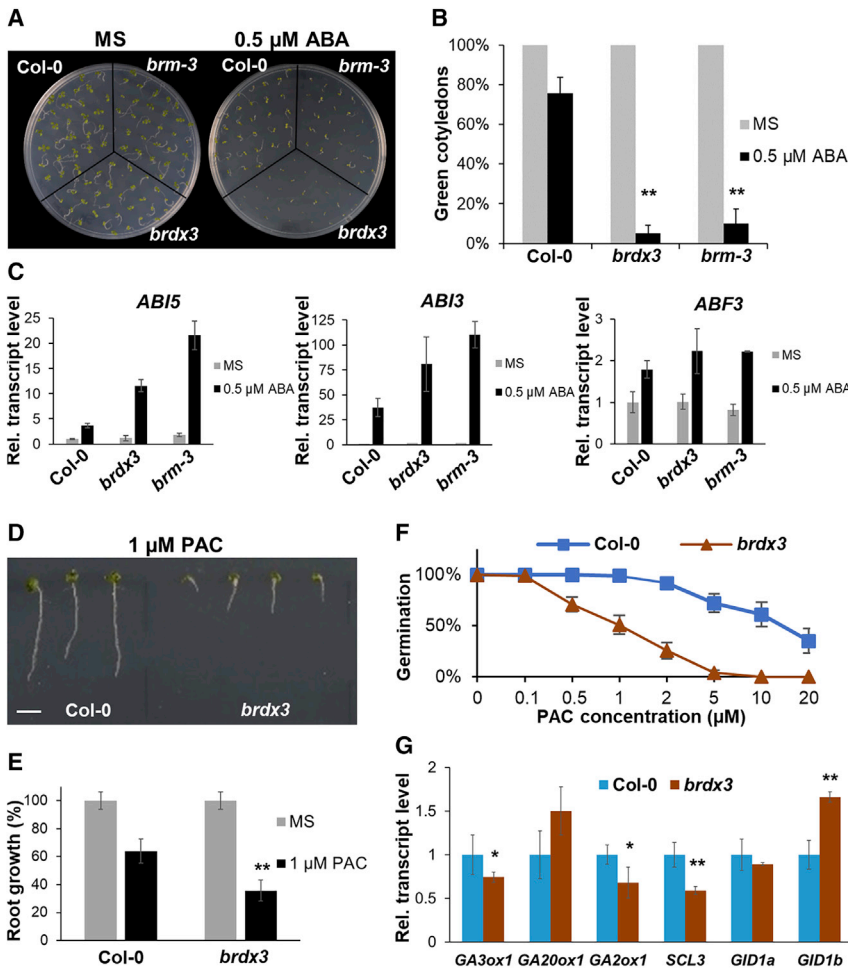 A
MS
0.5 µM ABA
Col-0
brm-3
brdx3
Col-0
brm-3
brdx3
B
Green cotyledons
100%
80%
60%
40%
20%
0%
**
**
MS
0.5 µM ABA
Col-0
brdx3
brm-3
C
ABI5
Rel. transcript level
25
20
15
10
5
0
MS
0.5 µM ABA
Col-0
brdx3
brm-3
ABI3
Rel. transcript level
125
100
75
50
25
0
MS
0.5 µM ABA
Col-0
brdx3
brm-3
ABF3
Rel. transcript level
3
2
1
0
MS
0.5 µM ABA
Col-0
brdx3
brm-3
D
1 µM PAC
Col-0
brdx3
E
Root growth (%)
100
80
60
40
20
0
**
MS
1 µM PAC
Col-0
brdx3
F
Col-0
brdx3
Germination
100%
50%
0%
0 0.1 0.5 1 2 5 10 20
PAC concentration (µM)
G
Rel. transcript level
2
1.5
1
0.5
0
Col-0
brdx3
*
*
**
**
GA3ox1 GA20ox1 GA2ox1 SCL3 GID1a GID1b